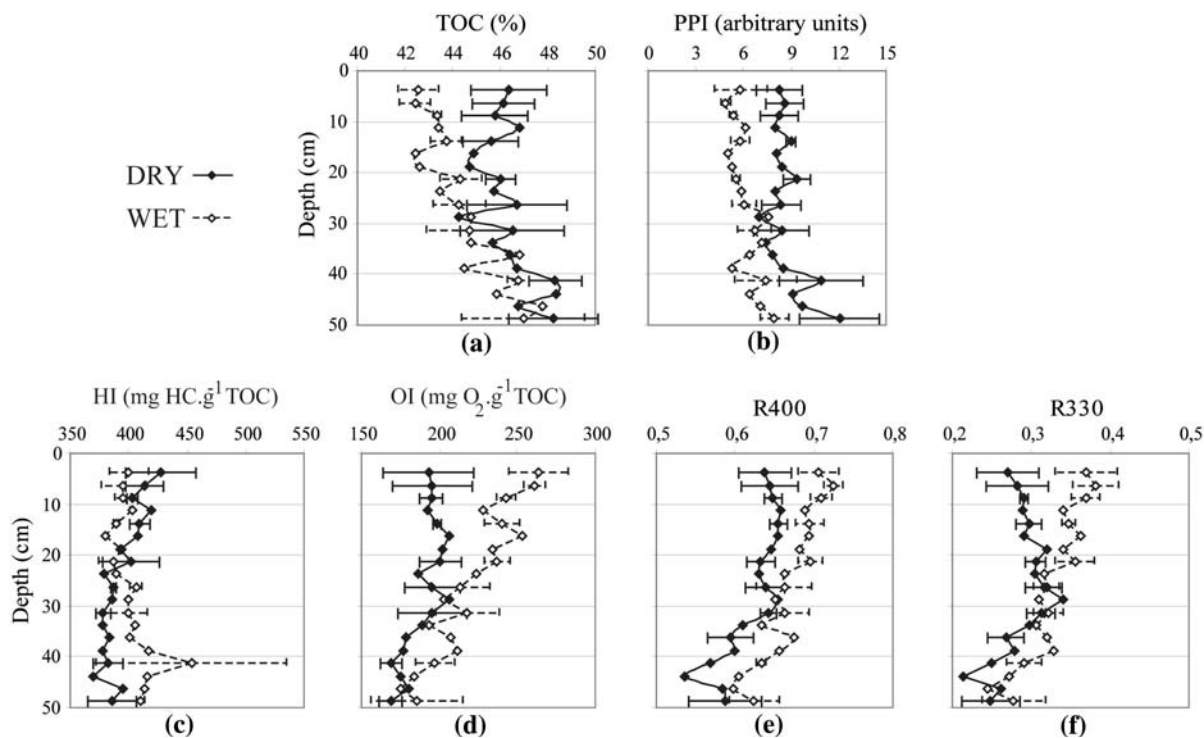 TOC (%)
40 42 44 46 48 50
PPI (arbitrary units)
0 3 6 9 12 15
DRY
WET
Depth (cm)
0
10
20
30
40
50
(a)
(b)
HI (mg HC.g⁻¹ TOC)
350 400 450 500 550
OI (mg O₂.g⁻¹ TOC)
150 200 250 300
R400
0,5 0,6 0,7 0,8
R330
0,2 0,3 0,4 0,5
Depth (cm)
0
10
20
30
40
50
(c)
(d)
(e)
(f)